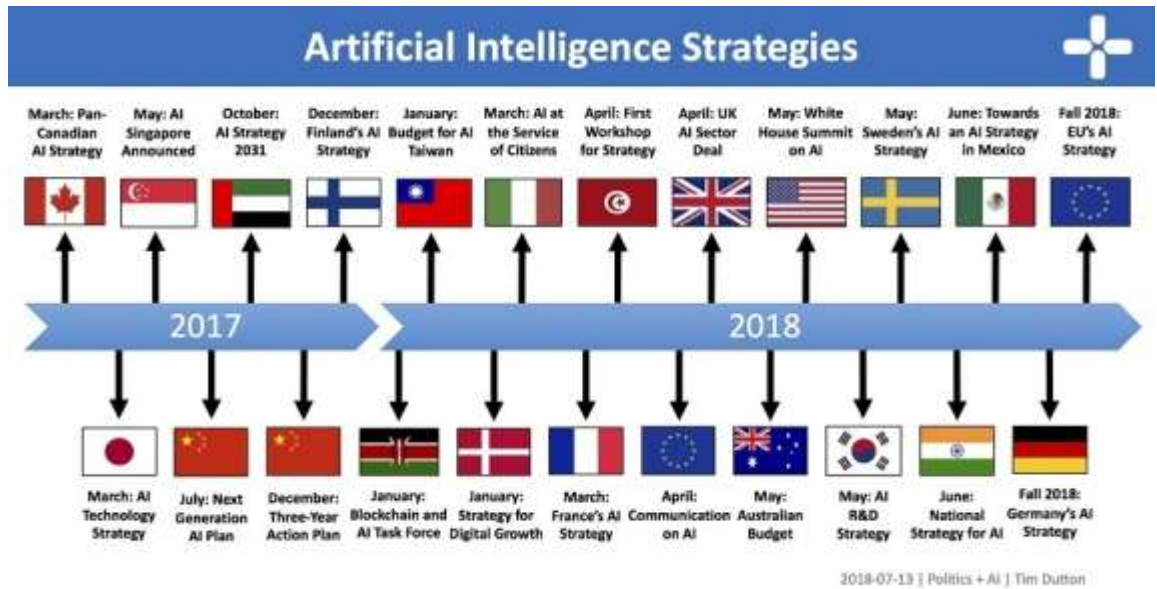 Artificial Intelligence Strategies
March: Pan-
Canadian
AI Strategy
May: AI
Singapore
Announced
October:
AI Strategy
2031
December:
Finland's AI
Strategy
January:
Budget for AI
Taiwan
March: AI at
the Service
of Citizens
April: First
Workshop
for Strategy
April: UK
AI Sector
Deal
May: White
House Summit
on AI
May:
Sweden's AI
Strategy
June: Towards
an AI Strategy
in Mexico
Fall 2018:
EU's AI
Strategy
2017
2018
March: AI
Technology
Strategy
July: Next
Generation
AI Plan
December:
Three-Year
Action Plan
January:
Blockchain and
AI Task Force
January:
Strategy for
Digital Growth
March:
France's AI
Strategy
April:
Communication
on AI
May:
Australian
Budget
May: AI
R&D
Strategy
June:
National
Strategy for AI
Fall 2018:
Germany's AI
Strategy
2018-07-13 | Politics + AI | Tim Dutton